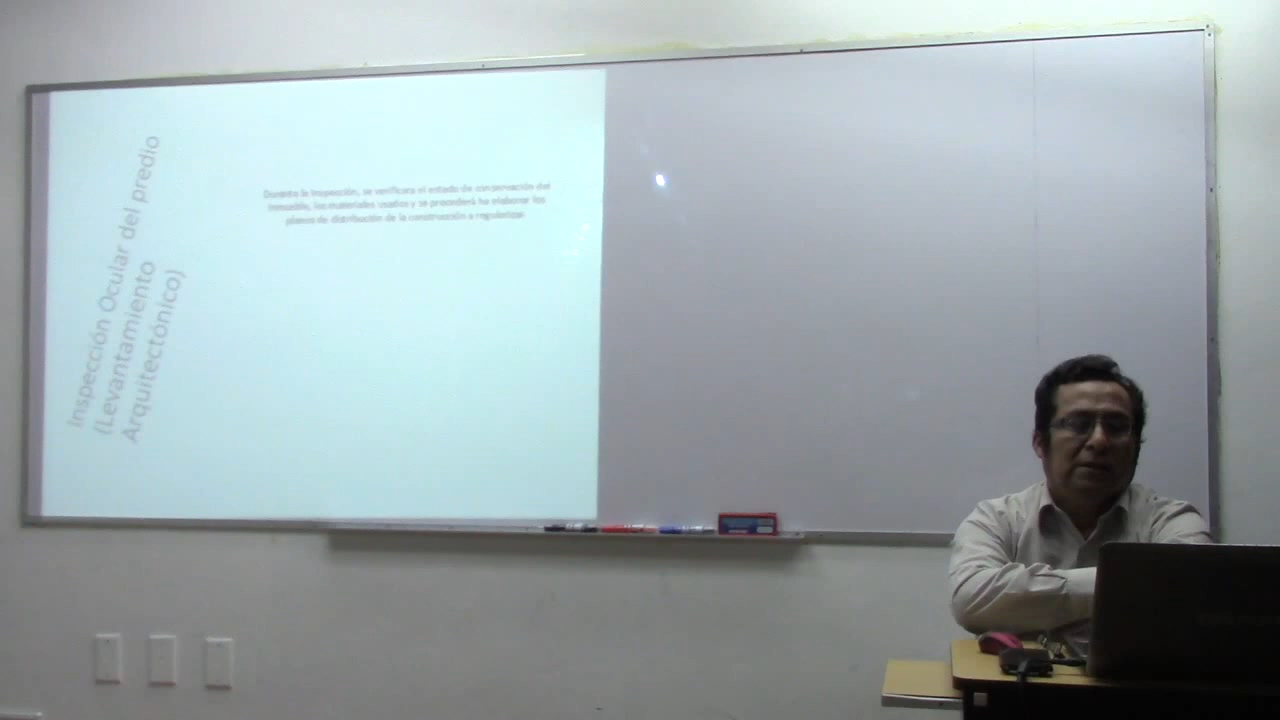 Inspección Ocular del predio
(Levantamiento
Arquitectónico)
Durante la inspección, se verificara el estado de conservación del
inmueble, los materiales usados y se procederá ha elaborar los
planos de distribución de la construcción a regularizar